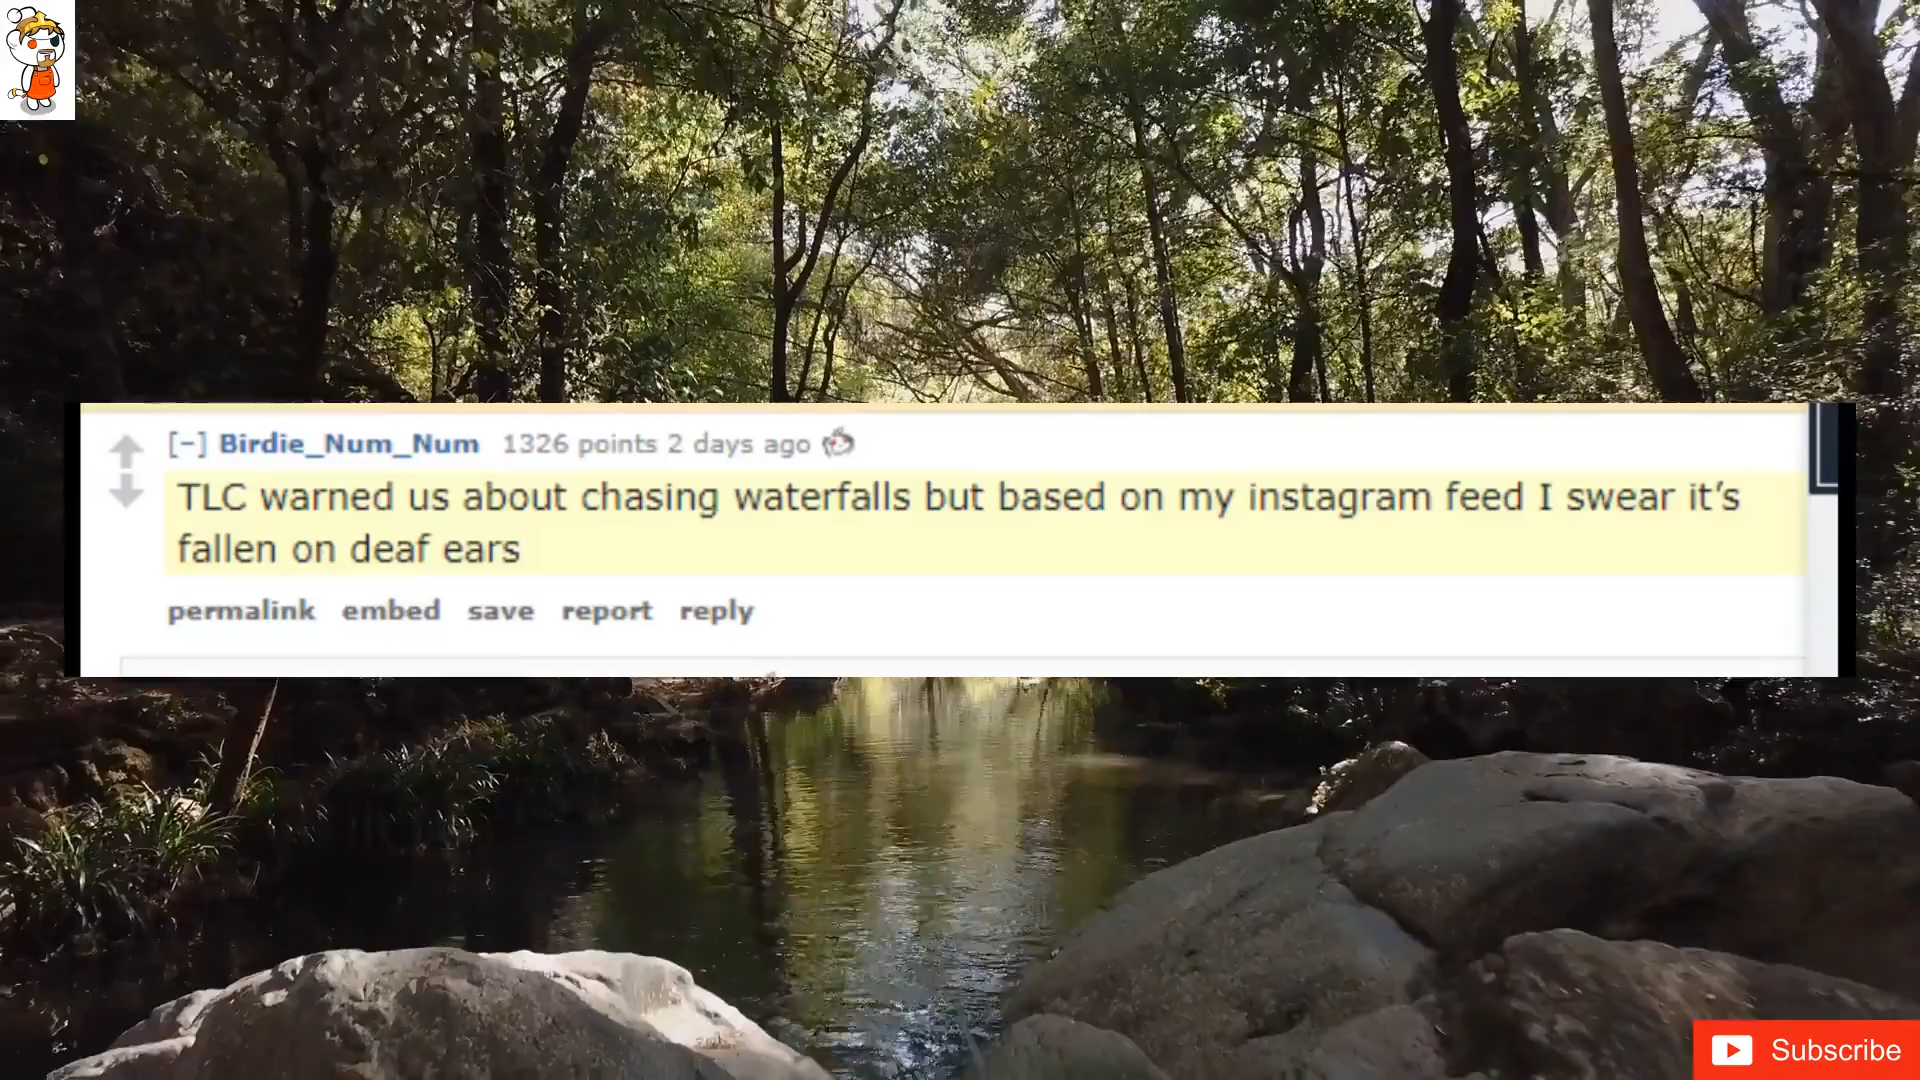 [-] Birdie_Num_Num 1326 points 2 days ago
TLC warned us about chasing waterfalls but based on my instagram feed I swear it's
fallen on deaf ears
permalink embed save report reply
Subscribe